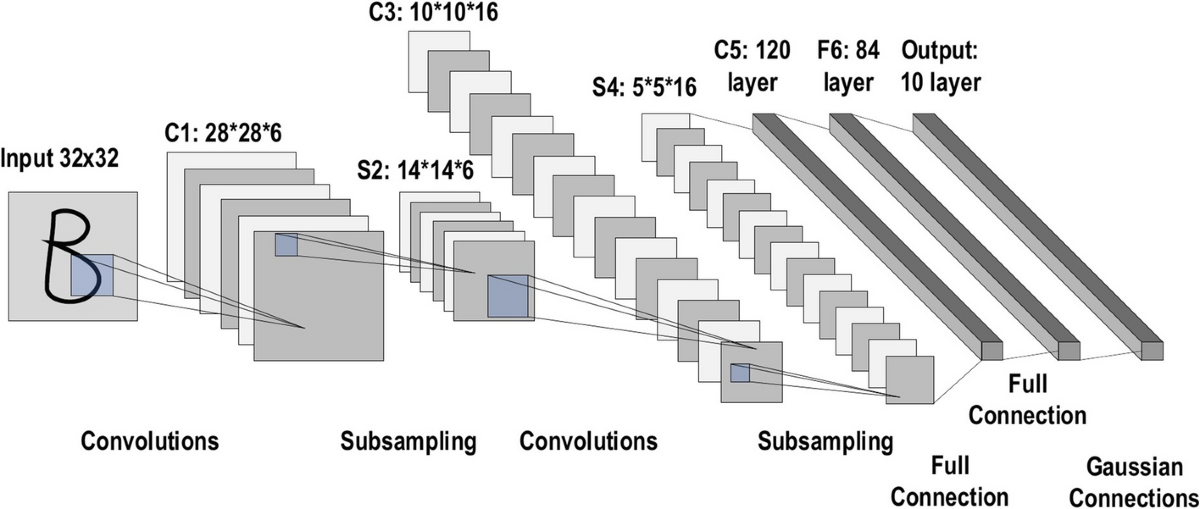 C3: 10*10*16
C5: 120
layer
F6: 84
layer
Output:
10 layer
S4: 5*5*16
C1: 28*28*6
Input 32x32
S2: 14*14*6
B
Convolutions
Subsampling
Convolutions
Subsampling
Full
Connection
Full
Connection
Gaussian
Connections